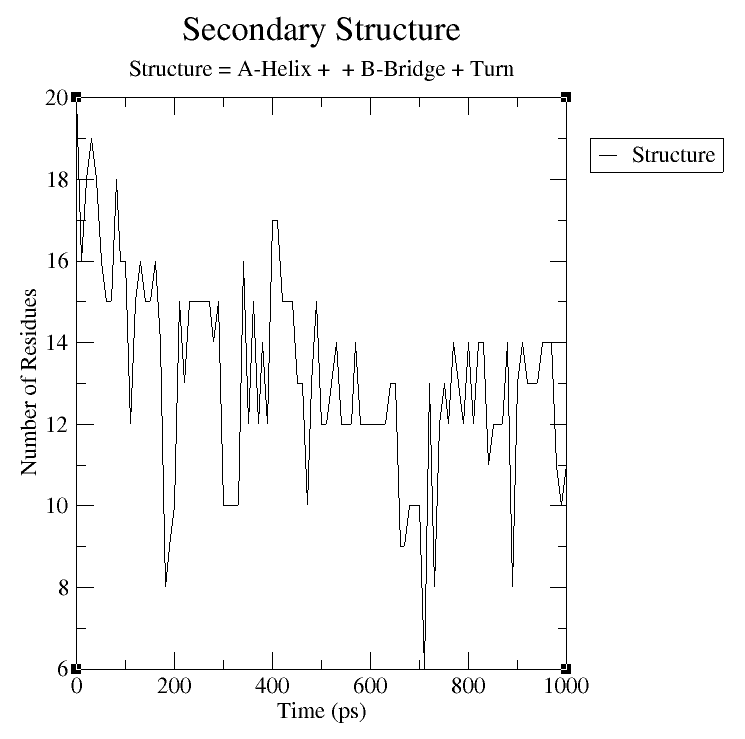 Secondary Structure
Structure = A-Helix +  + B-Bridge + Turn
Structure
Number of Residues
20
18
16
14
12
10
8
6
0 200 400 600 800 1000
Time (ps)